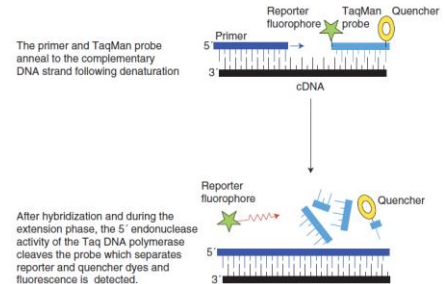 Reporter
fluorophore
TaqMan
probe
Quencher
The primer and TaqMan probe
anneal to the complementary
DNA strand following denaturation
Primer
5´
3´
cDNA
Reporter
fluorophore
Quencher
After hybridization and during the
extension phase, the 5´ endonuclease
activity of the Taq DNA polymerase
cleaves the probe which separates
reporter and quencher dyes and
fluorescence is detected.
5´
3´